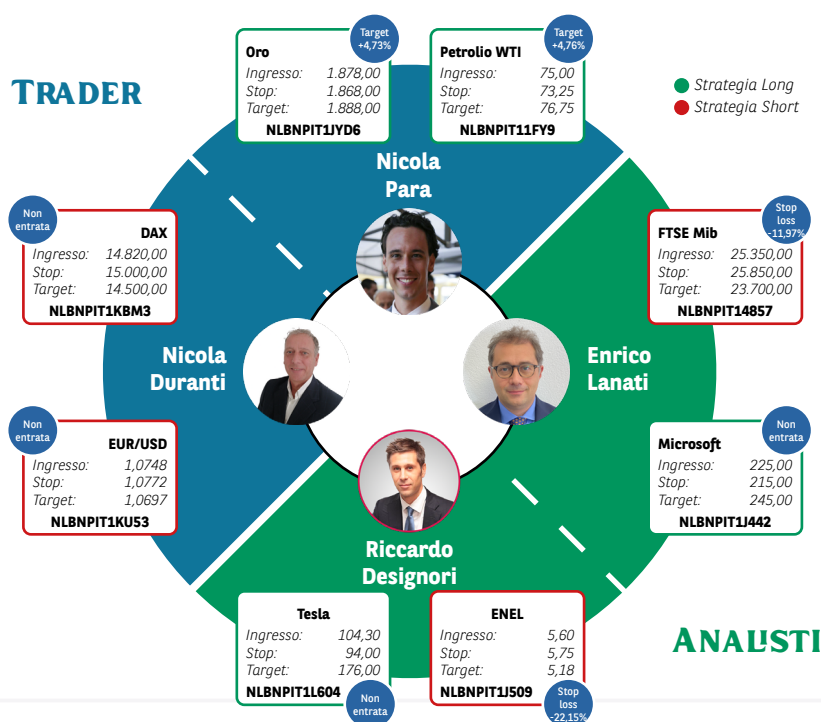 TRADER
Target
+4,73%
Oro
Ingresso: 1.878,00
Stop: 1.868,00
Target: 1.888,00
NLBNPIT1JYD6
Target
+4,76%
Petrolio WTI
Ingresso: 75,00
Stop: 73,25
Target: 76,75
NLBNPIT11FY9
Strategia Long
Strategia Short
Nicola
Para
Non
entrata
DAX
Ingresso: 14.820,00
Stop: 15.000,00
Target: 14.500,00
NLBNPIT1KBM3
Stop
loss
-11,97%
FTSE Mib
Ingresso: 25.350,00
Stop: 25.850,00
Target: 23.700,00
NLBNPIT14857
Nicola
Duranti
Enrico
Lanati
Non
entrata
EUR/USD
Ingresso: 1,0748
Stop: 1,0772
Target: 1,0697
NLBNPIT1KU53
Non
entrata
Microsoft
Ingresso: 225,00
Stop: 215,00
Target: 245,00
NLBNPIT1J442
Riccardo
Designori
Tesla
Ingresso: 104,30
Stop: 94,00
Target: 176,00
NLBNPIT1L604
Non
entrata
ENEL
Ingresso: 5,60
Stop: 5,75
Target: 5,18
NLBNPIT1J509
Stop
loss
-22,15%
ANALISTI